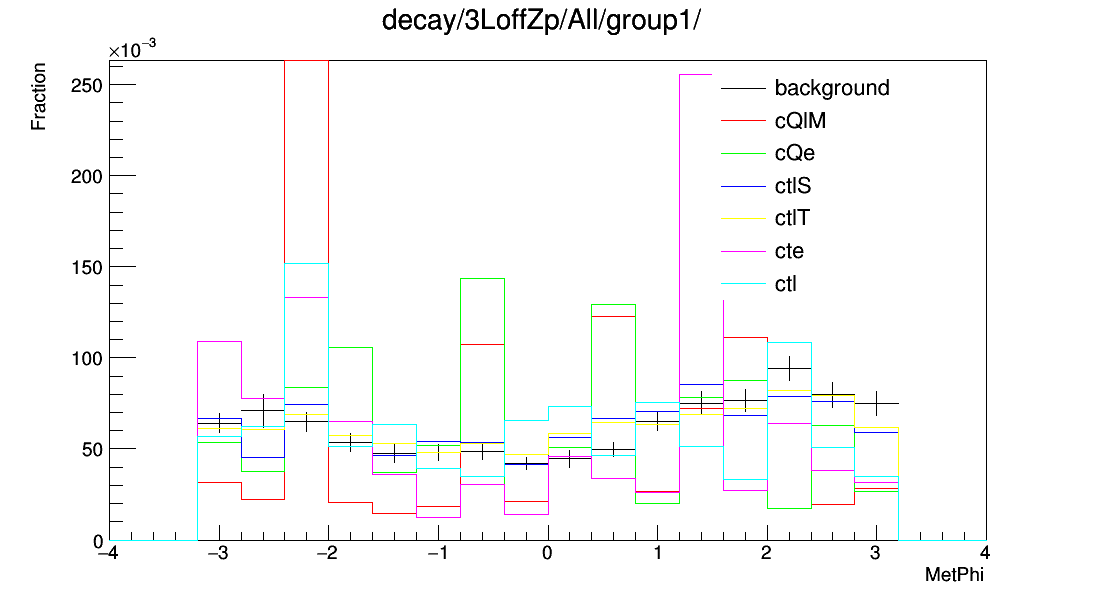 decay/3LoffZp/All/group1/
×10⁻³
Fraction
250
200
150
100
50
0
background
cQlM
cQe
ctlS
ctlT
cte
ctl
−4
−3
−2
−1
0
1
2
3
4
MetPhi